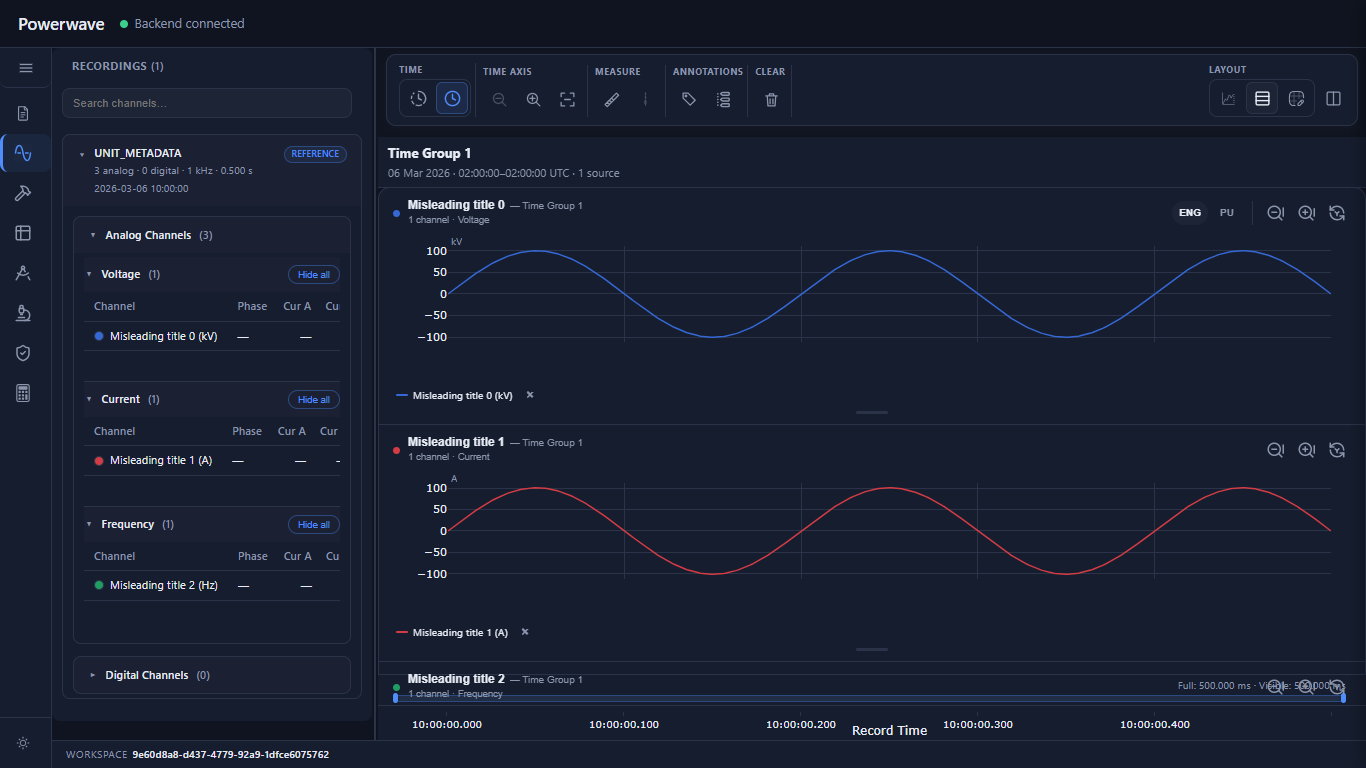 Powerwave
Backend connected
RECORDINGS (1)
Search channels...
UNIT_METADATA
REFERENCE
3 analog · 0 digital · 1 kHz · 0.500 s
2026-03-06 10:00:00
Analog Channels (3)
Voltage (1)
Hide all
Channel Phase Cur A Cu
Misleading title 0 (kV) — —
Current (1)
Hide all
Channel Phase Cur A Cur
Misleading title 1 (A) — — -
Frequency (1)
Hide all
Channel Phase Cur A Cu
Misleading title 2 (Hz) — —
Digital Channels (0)
TIME
TIME AXIS
MEASURE
ANNOTATIONS
CLEAR
LAYOUT
Time Group 1
06 Mar 2026 · 02:00:00–02:00:00 UTC · 1 source
Misleading title 0 — Time Group 1
1 channel · Voltage
ENG PU
kV
100
50
0
−50
−100
Misleading title 0 (kV) ×
Misleading title 1 — Time Group 1
1 channel · Current
A
100
50
0
−50
−100
Misleading title 1 (A) ×
Misleading title 2 — Time Group 1
1 channel · Frequency
Full: 500.000 ms · Visible: 500.000 ms
10:00:00.000 10:00:00.100 10:00:00.200 10:00:00.300 10:00:00.400
Record Time
WORKSPACE 9e60d8a8-d437-4779-92a9-1dfce6075762